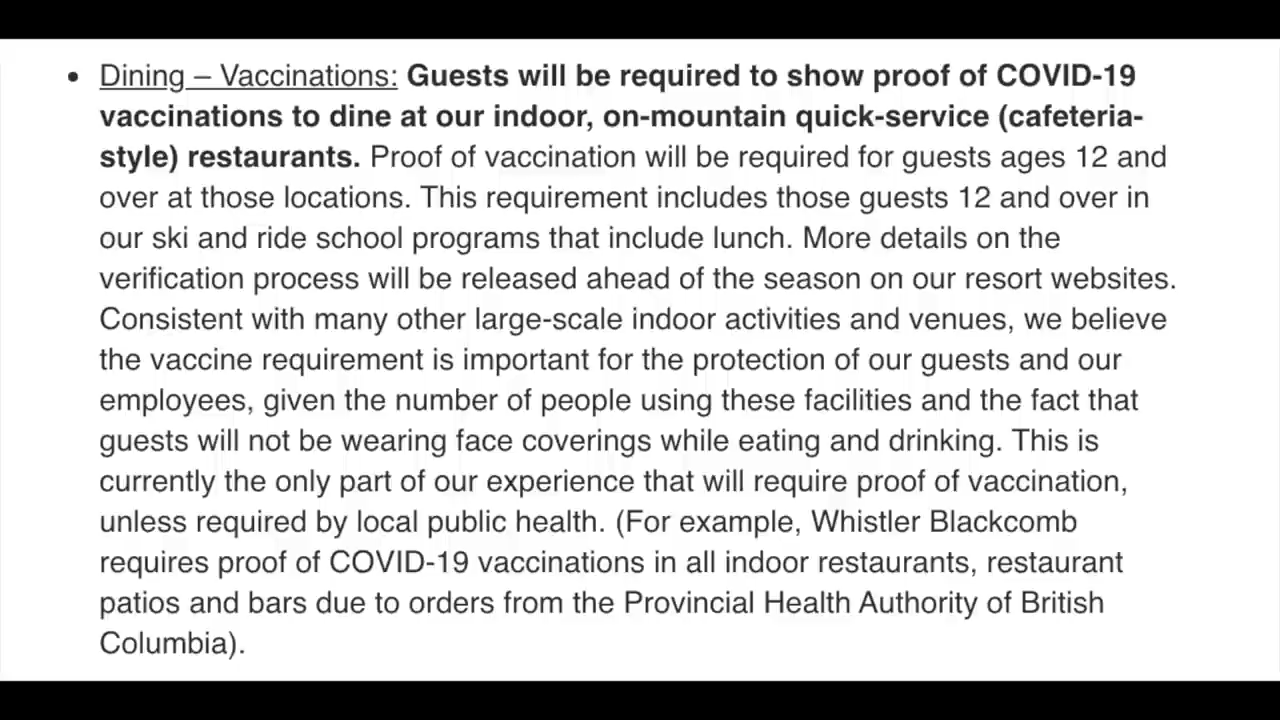 • Dining – Vaccinations: Guests will be required to show proof of COVID-19
vaccinations to dine at our indoor, on-mountain quick-service (cafeteria-
style) restaurants. Proof of vaccination will be required for guests ages 12 and
over at those locations. This requirement includes those guests 12 and over in
our ski and ride school programs that include lunch. More details on the
verification process will be released ahead of the season on our resort websites.
Consistent with many other large-scale indoor activities and venues, we believe
the vaccine requirement is important for the protection of our guests and our
employees, given the number of people using these facilities and the fact that
guests will not be wearing face coverings while eating and drinking. This is
currently the only part of our experience that will require proof of vaccination,
unless required by local public health. (For example, Whistler Blackcomb
requires proof of COVID-19 vaccinations in all indoor restaurants, restaurant
patios and bars due to orders from the Provincial Health Authority of British
Columbia).